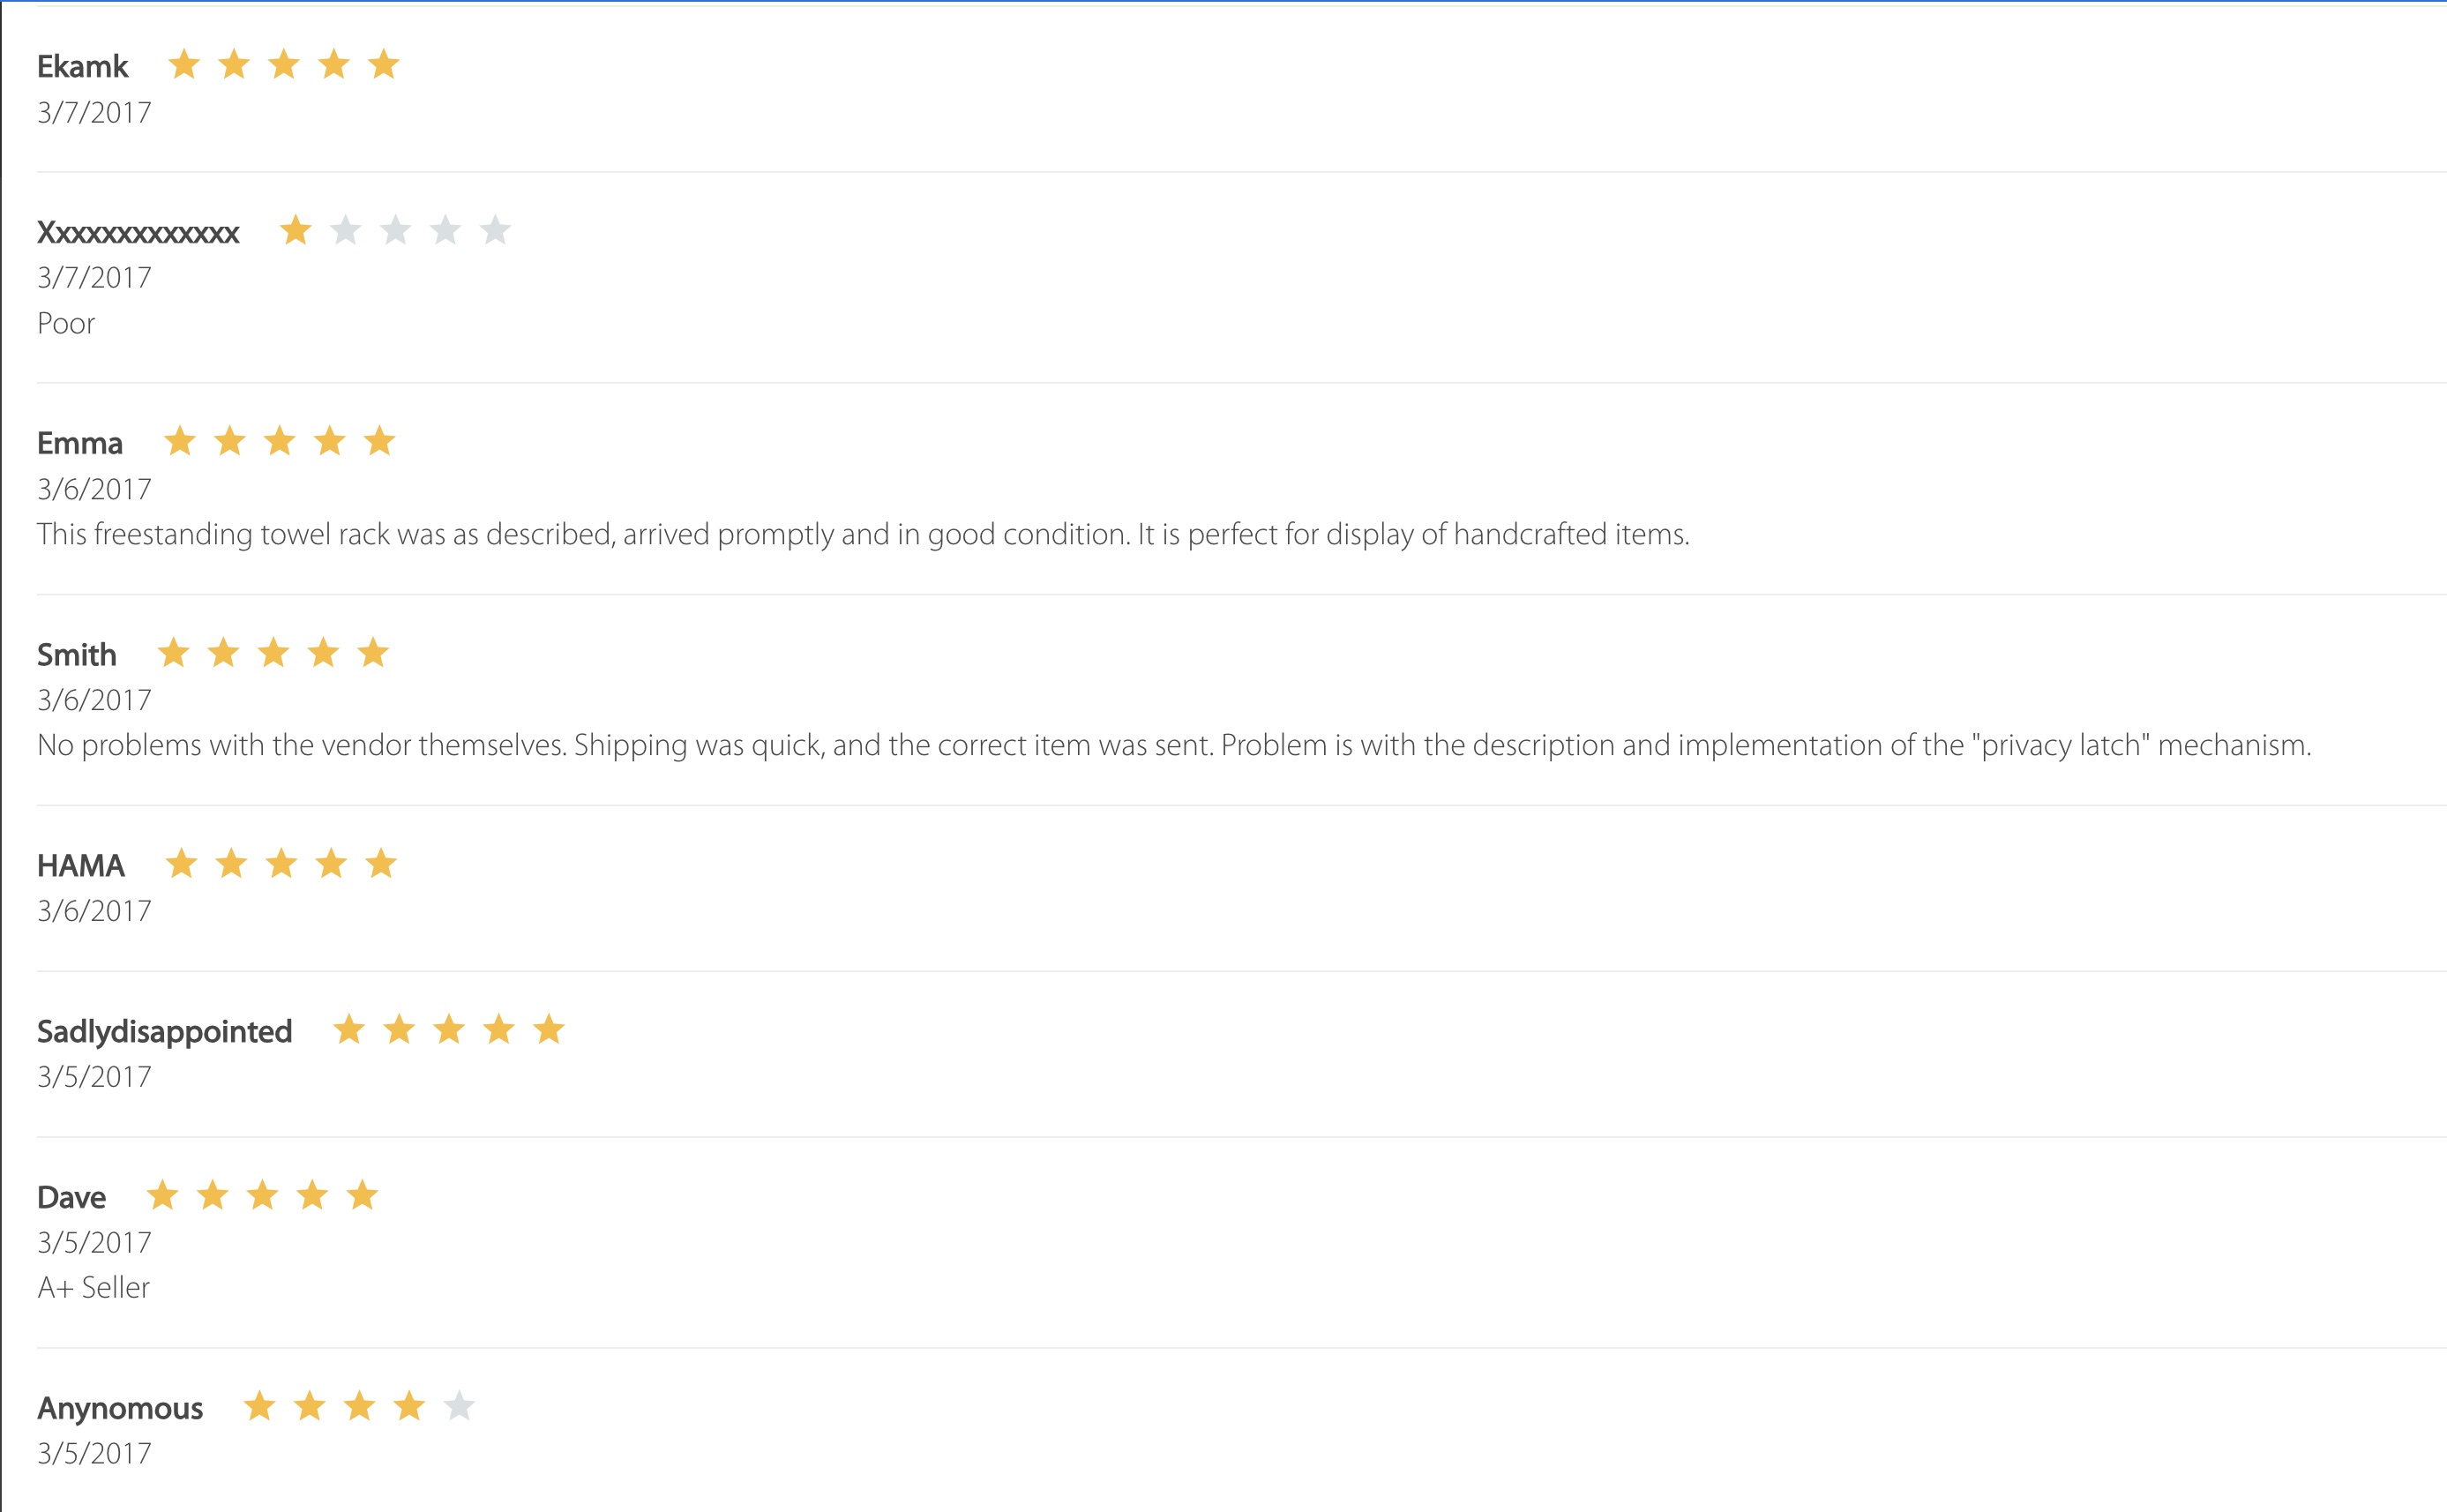 Ekamk
3/7/2017
Xxxxxxxxxxxxx
3/7/2017
Poor
Emma
3/6/2017
This freestanding towel rack was as described, arrived promptly and in good condition. It is perfect for display of handcrafted items.
Smith
3/6/2017
No problems with the vendor themselves. Shipping was quick, and the correct item was sent. Problem is with the description and implementation of the "privacy latch" mechanism.
HAMA
3/6/2017
Sadlydisappointed
3/5/2017
Dave
3/5/2017
A+ Seller
Anynomous
3/5/2017